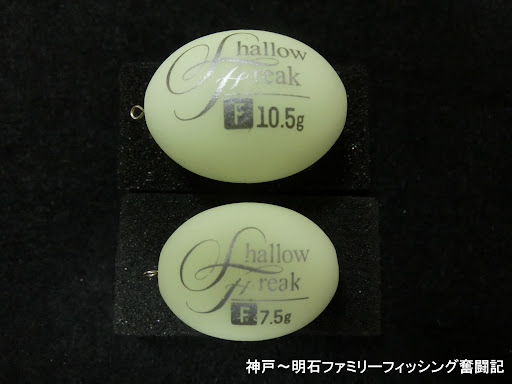 Shallow
Freak
F 10.5g
Shallow
Freak
F 7.5g
神戸～明石ファミリーフィッシング奮闘記